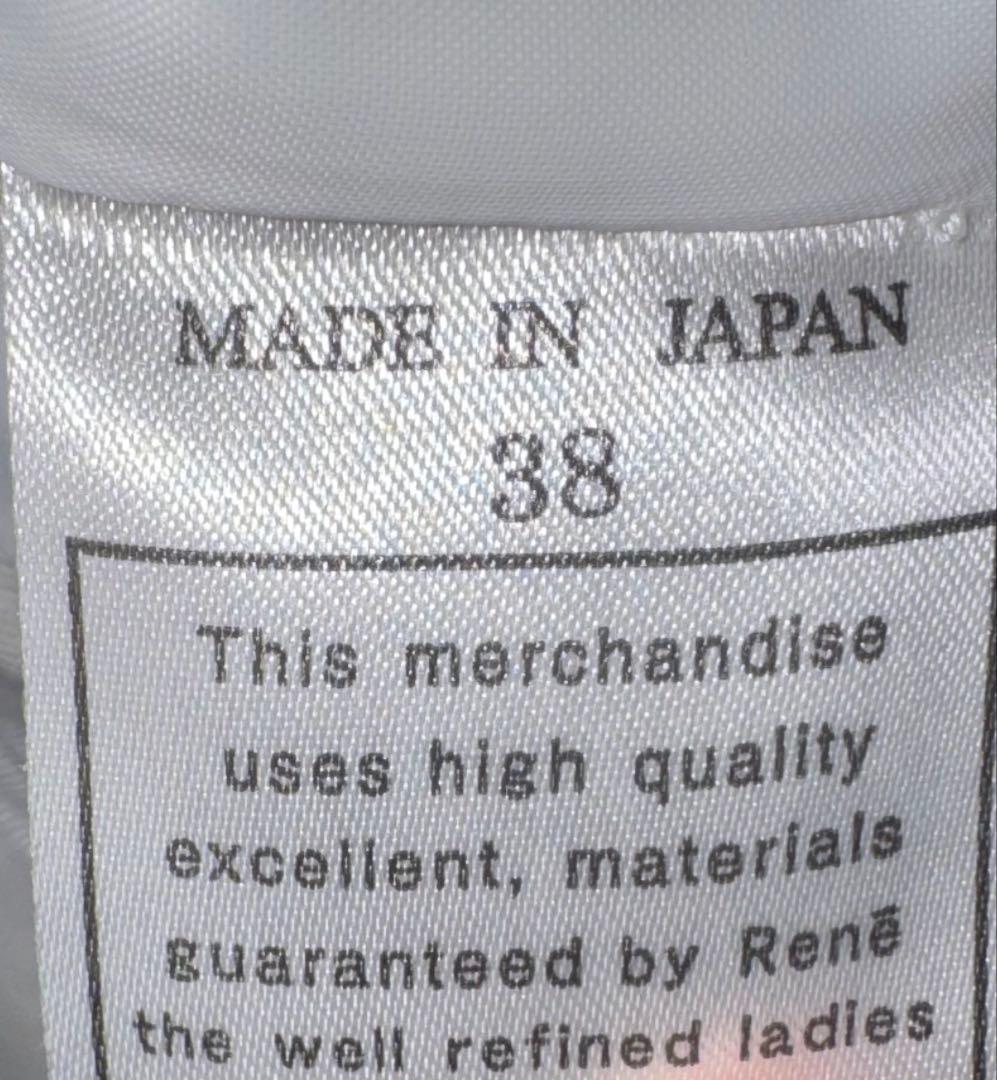 MADE IN JAPAN
38
This merchandise
uses high quality
excellent, materials
guaranteed by Renē
the well refined ladies